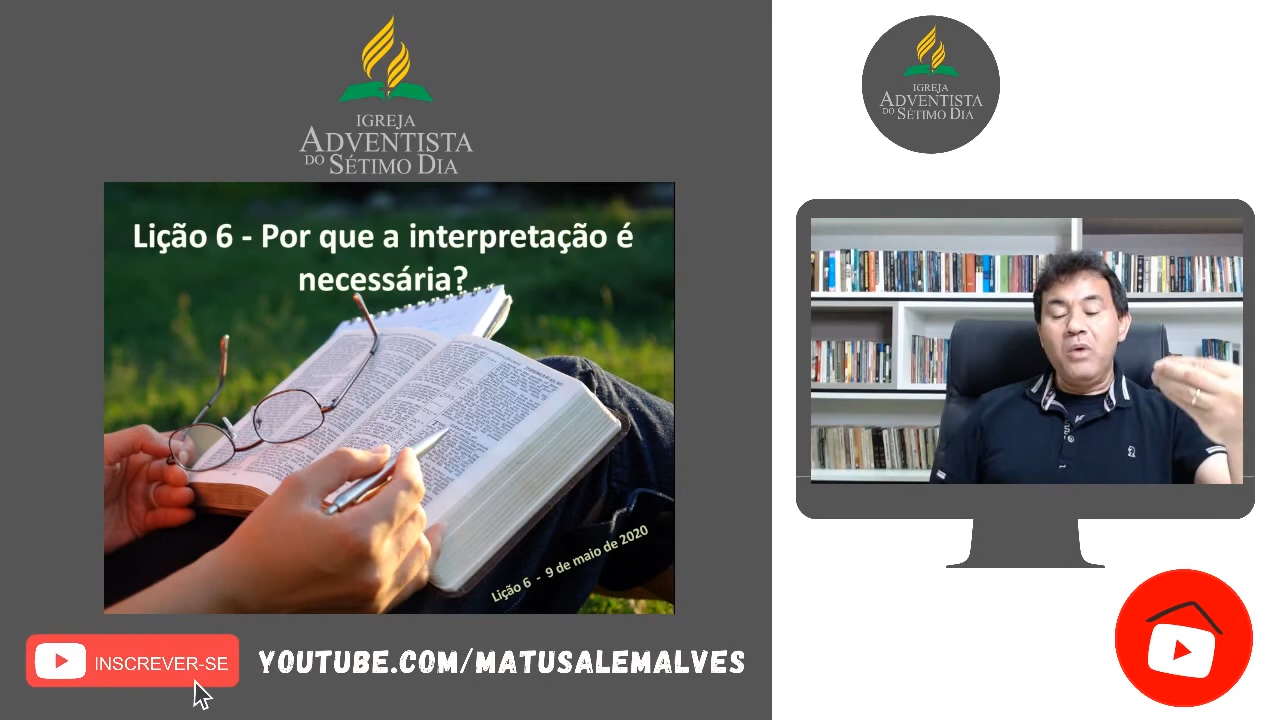 IGREJA
ADVENTISTA
DO SÉTIMO DIA
Lição 6 - Por que a interpretação é
necessária?
Lição 6 - 9 de maio de 2020
INSCREVER-SE
YOUTUBE.COM/MATUSALEMALVES
IGREJA
ADVENTISTA
DO SÉTIMO DIA